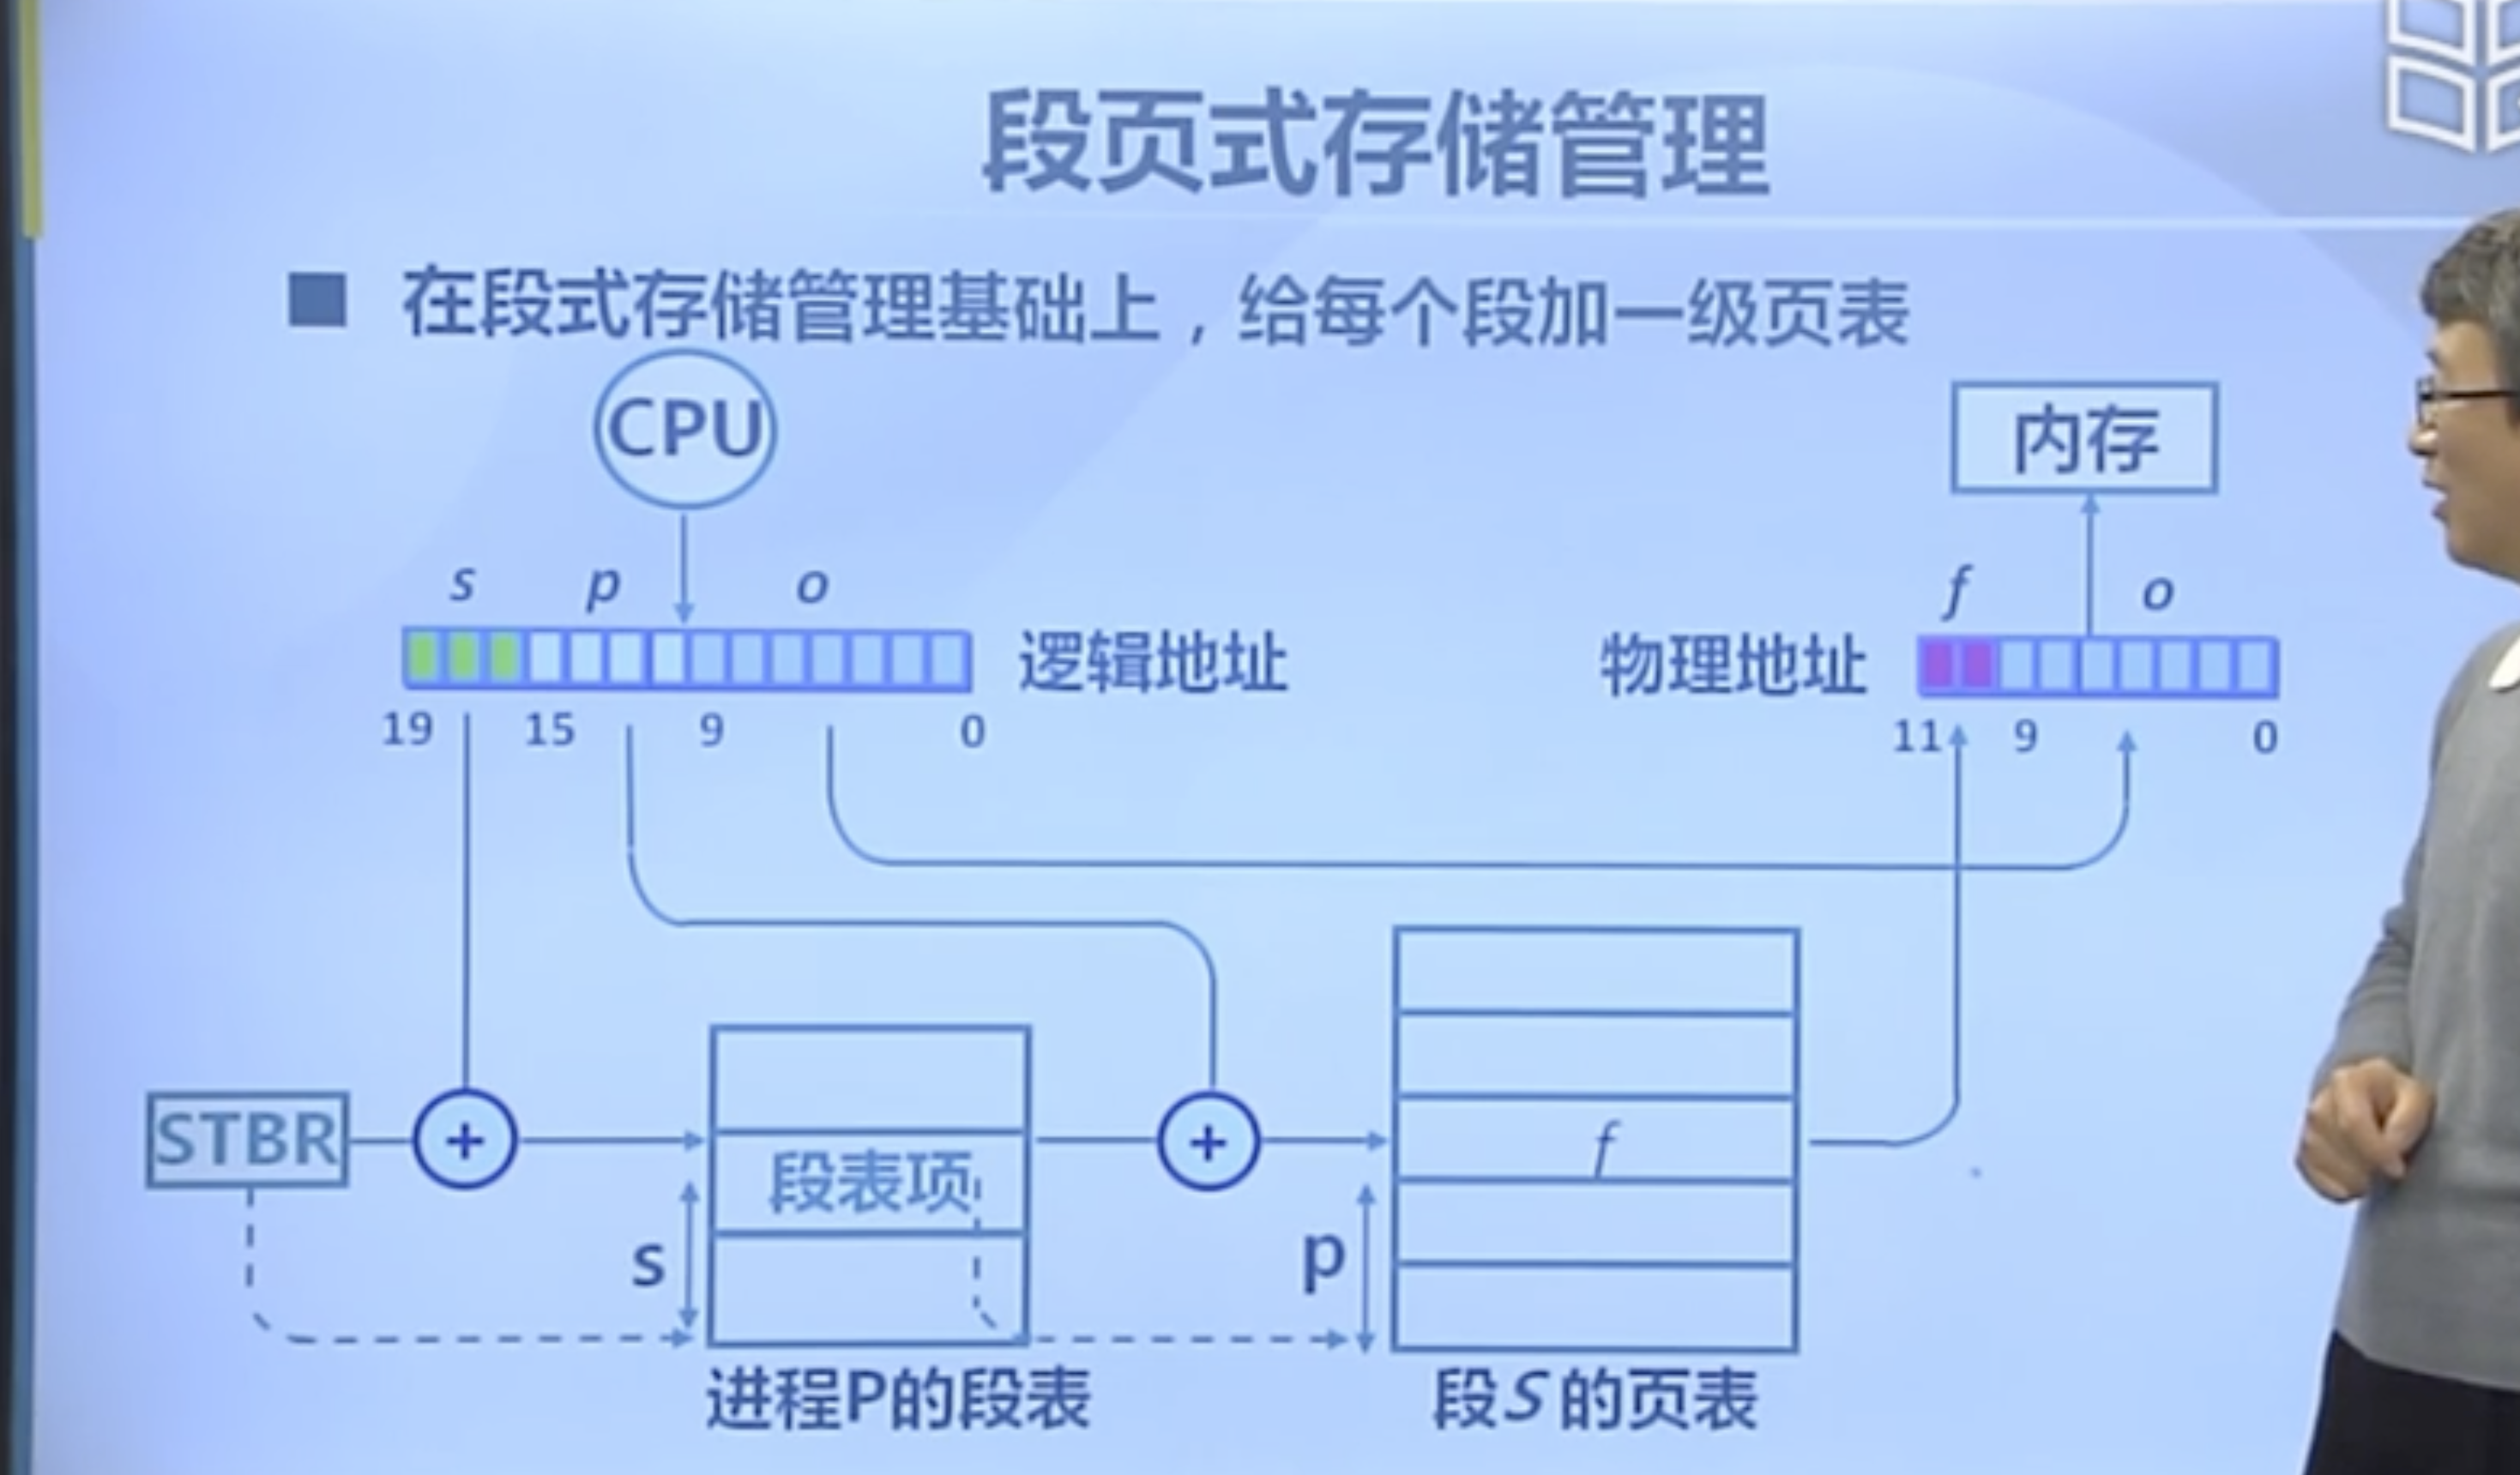 段页式存储管理
在段式存储管理基础上，给每个段加一级页表
CPU
内存
s p o
f o
逻辑地址
物理地址
19 15 9 0
11 9 0
STBR
+
段表项
+
f
s
p
进程P的段表
段S的页表